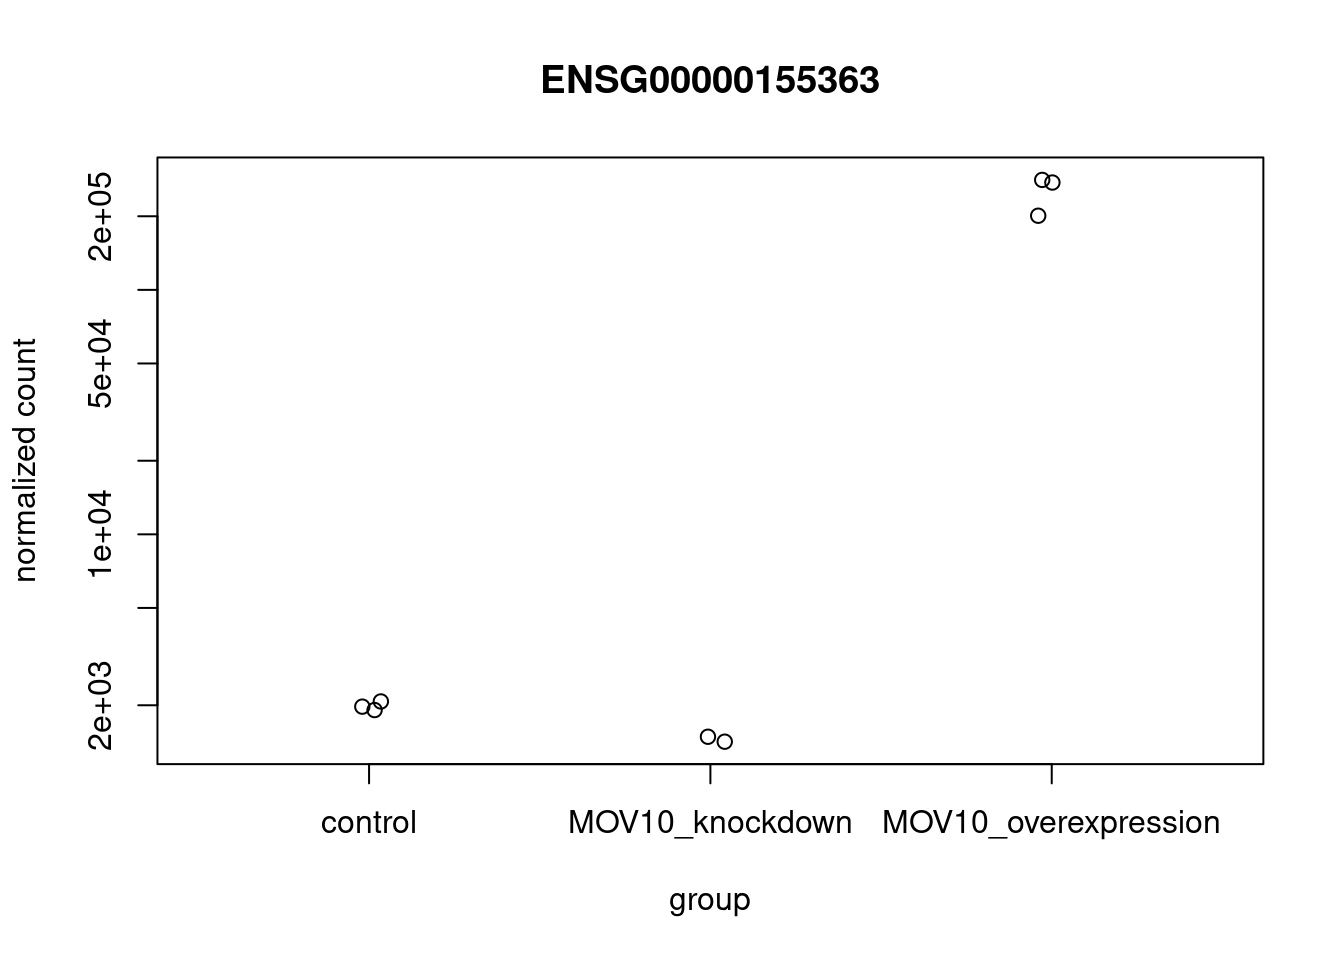 ENSG00000155363
normalized count
2e+05
5e+04
1e+04
2e+03
control
MOV10_knockdown
MOV10_overexpression
group